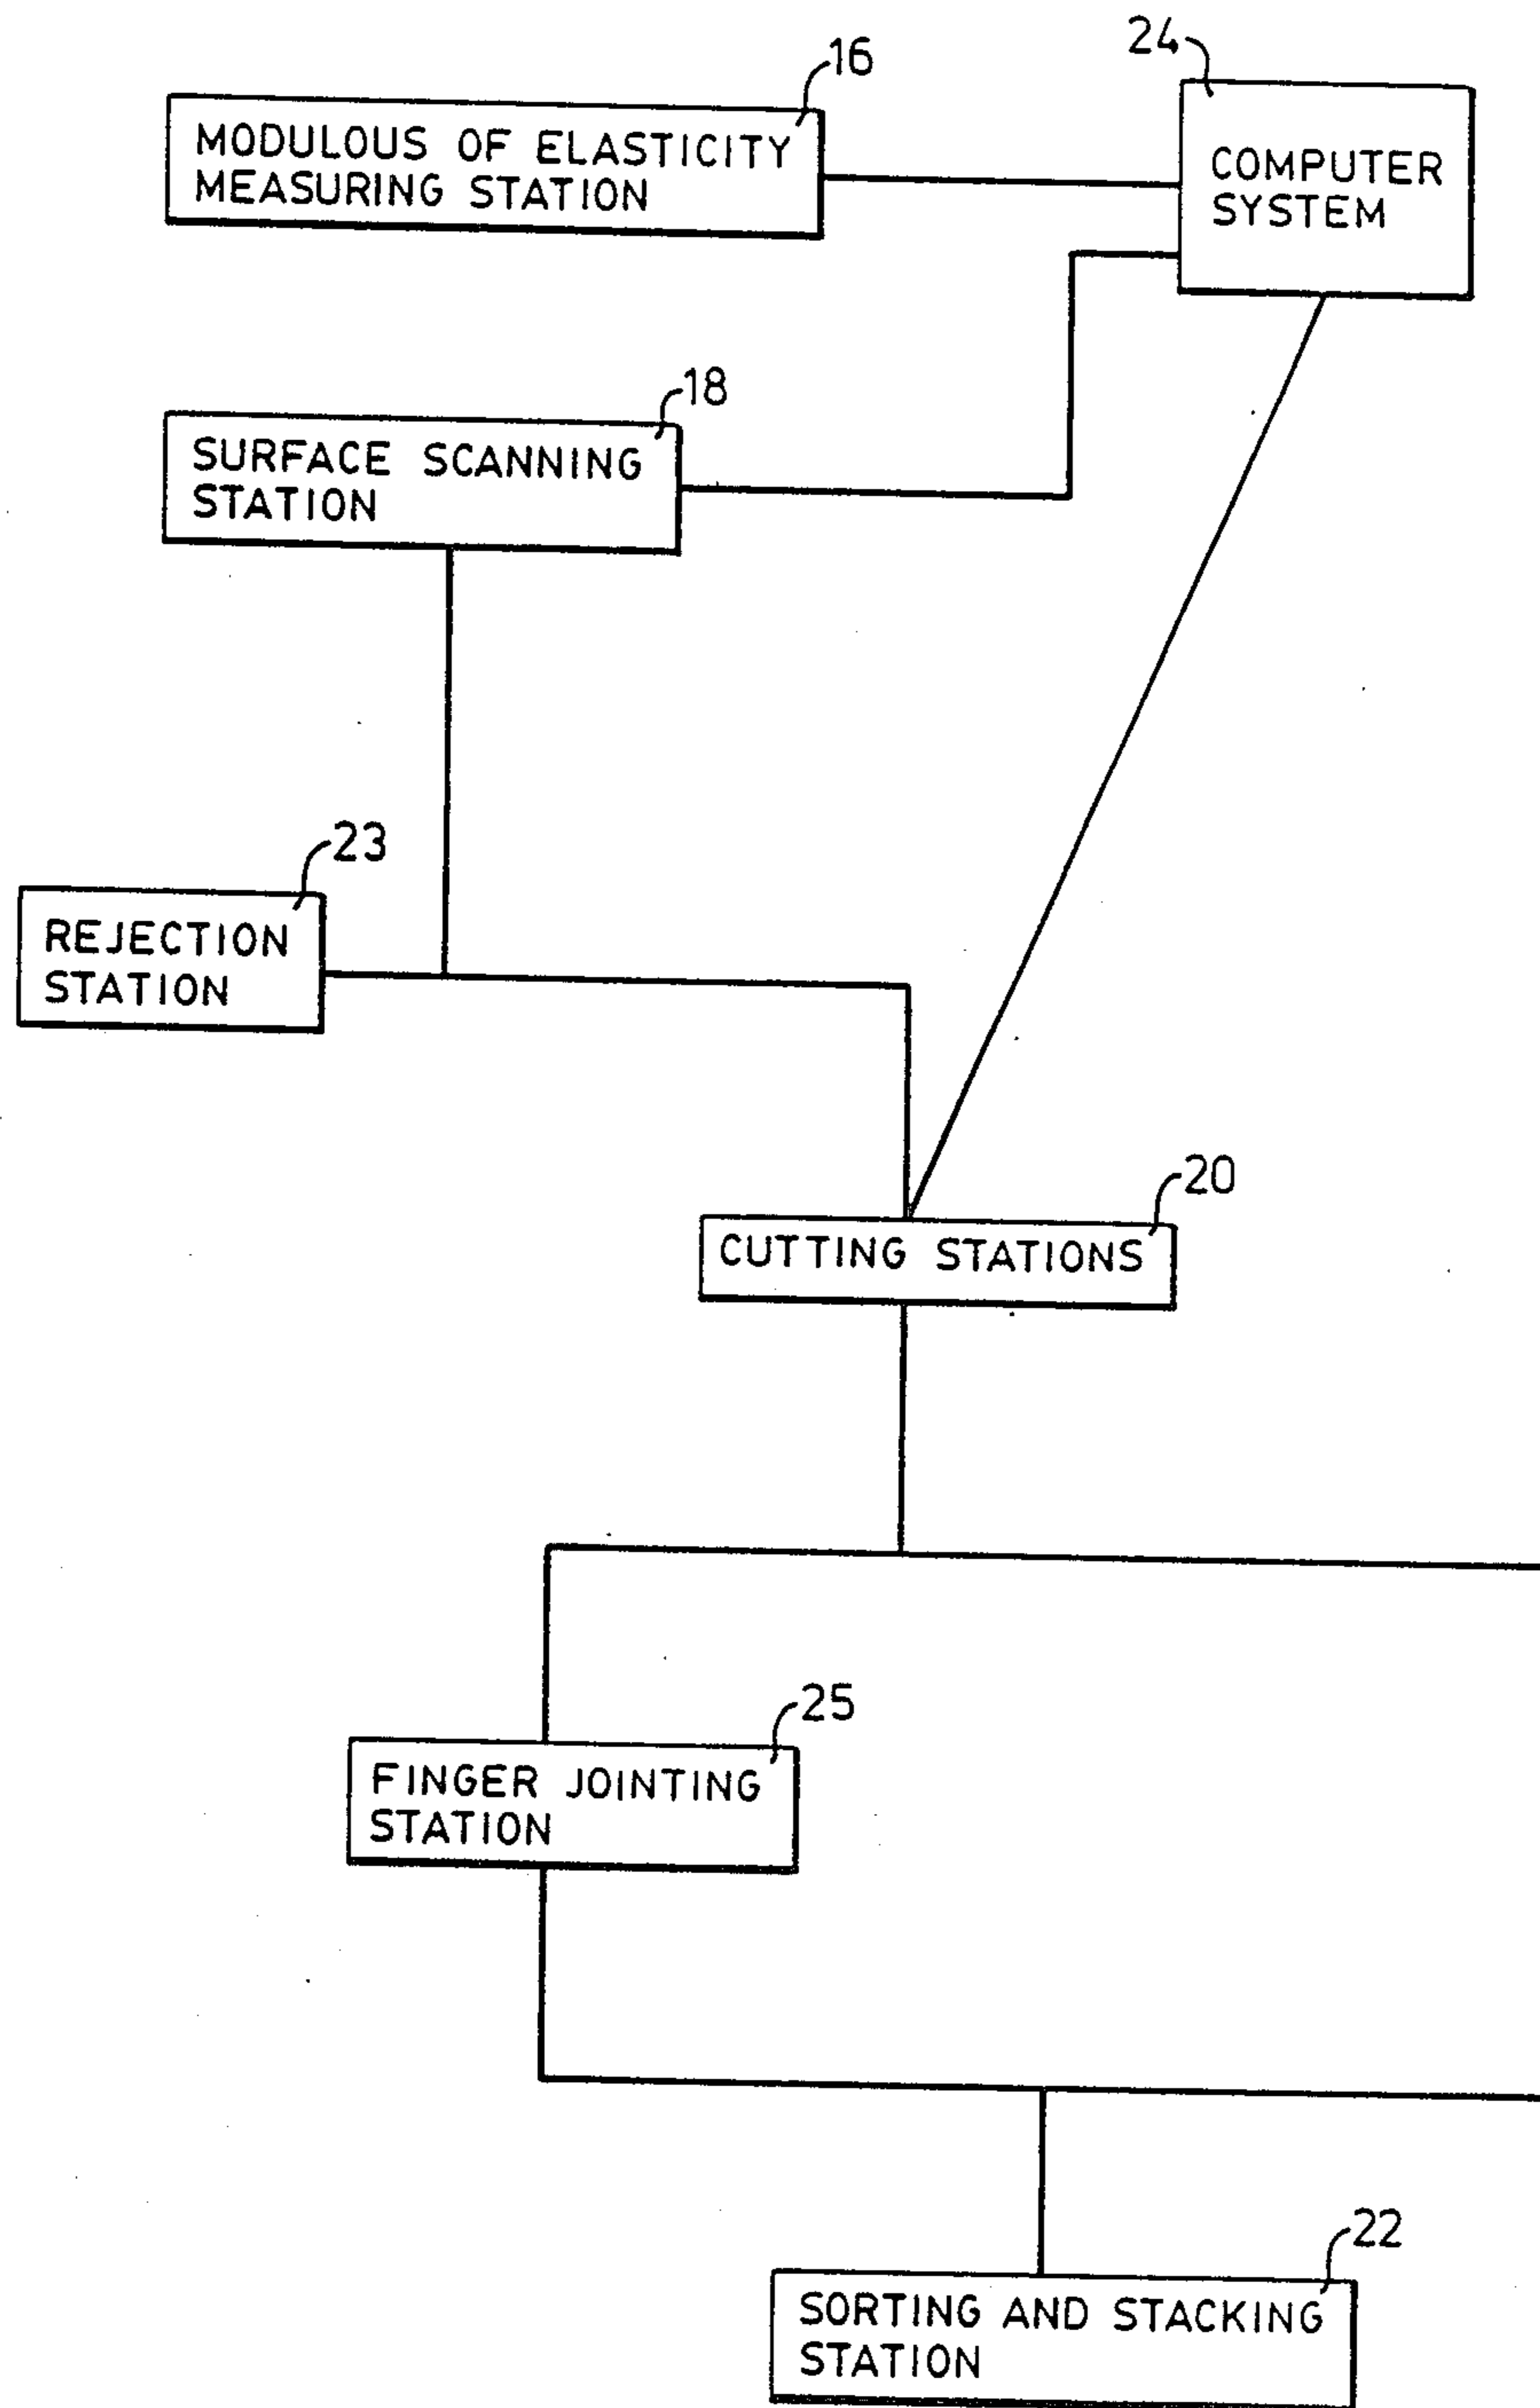 16
24
MODULOUS OF ELASTICITY
MEASURING STATION
COMPUTER
SYSTEM
18
SURFACE SCANNING
STATION
23
REJECTION
STATION
20
CUTTING STATIONS
25
FINGER JOINTING
STATION
22
SORTING AND STACKING
STATION